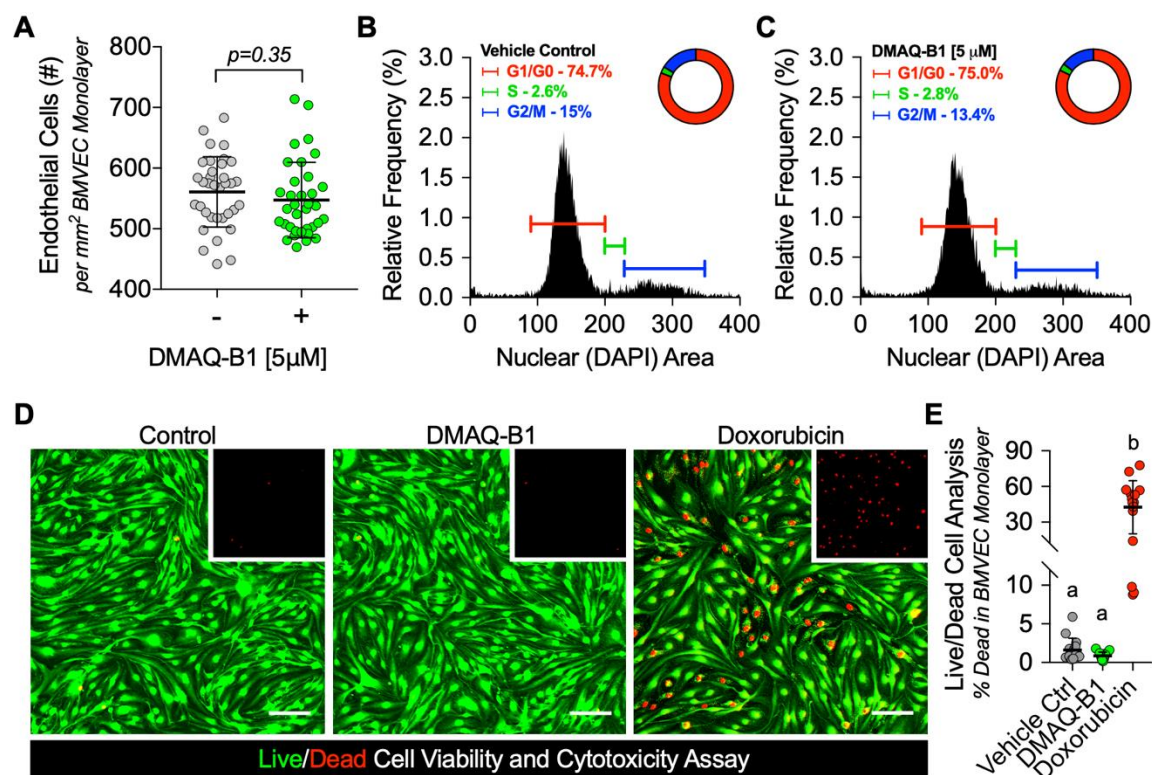 A
800
700
600
500
400
Endothelial Cells (#)
per mm² BMVEC Monolayer
p=0.35
-
+
DMAQ-B1 [5μM]
B
Vehicle Control
G1/G0 - 74.7%
S - 2.6%
G2/M - 15%
3.0
2.5
2.0
1.5
1.0
0.5
0.0
Relative Frequency (%)
0 100 200 300 400
Nuclear (DAPI) Area
C
DMAQ-B1 [5 μM]
G1/G0 - 75.0%
S - 2.8%
G2/M - 13.4%
3.0
2.5
2.0
1.5
1.0
0.5
0.0
Relative Frequency (%)
0 100 200 300 400
Nuclear (DAPI) Area
D
Control
DMAQ-B1
Doxorubicin
Live/Dead Cell Viability and Cytotoxicity Assay
E
Live/Dead Cell Analysis
% Dead in BMVEC Monolayer
90
60
30
10
5
0
a
a
b
Vehicle Ctrl
DMAQ-B1
Doxorubicin